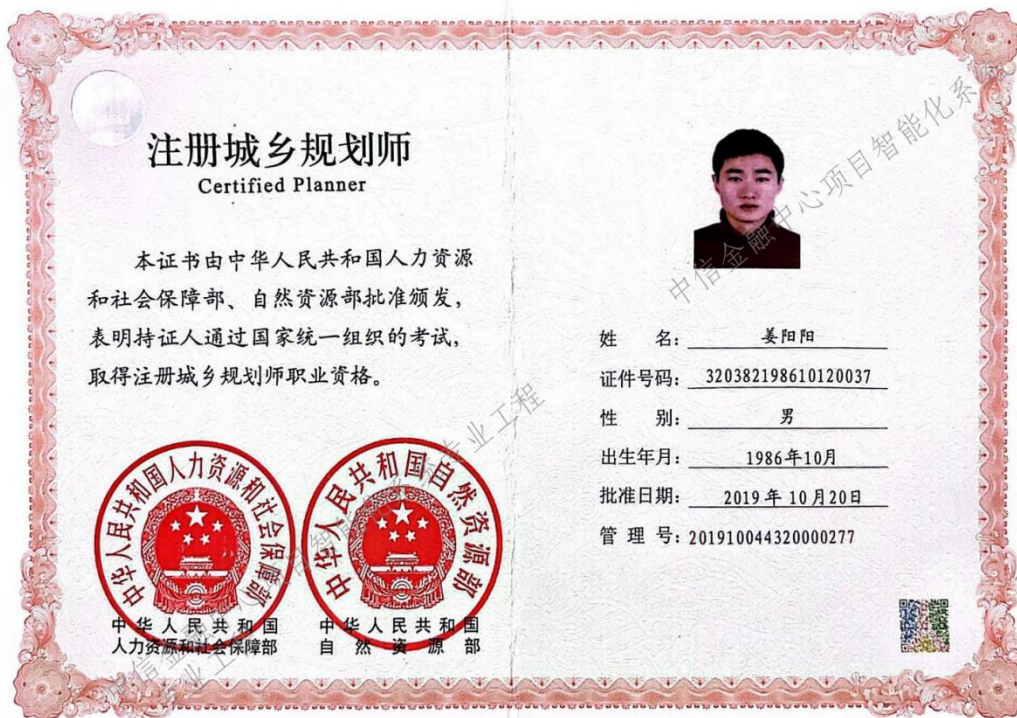 注册城乡规划师
Certified Planner
本证书由中华人民共和国人力资源
和社会保障部、自然资源部批准颁发，
表明持证人通过国家统一组织的考试，
取得注册城乡规划师职业资格。
中华人民共和国人力资源和社会保障部
中华人民共和国自然资源部
中华人民共和国
人力资源和社会保障部
中华人民共和国
自然资源部
姓 名：姜阳阳
证件号码：320382198610120037
性 别：男
出生年月：1986年10月
批准日期：2019年10月20日
管 理 号：201910044320000277
中信金融中心项目智能化系
专业工程